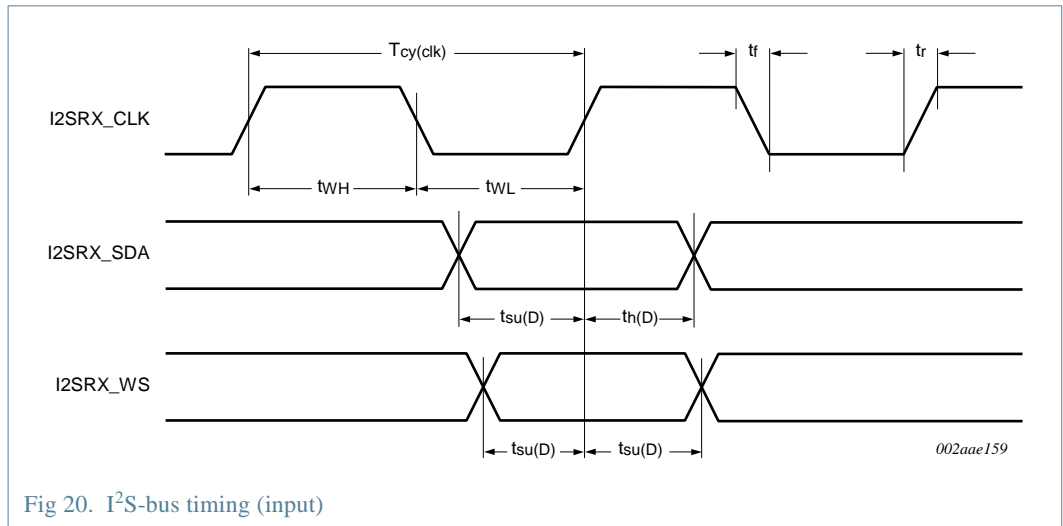 Tcy(clk) tf tr
I2SRX_CLK
tWH tWL
I2SRX_SDA
tsu(D) th(D)
I2SRX_WS
tsu(D) tsu(D)
002aae159
Fig 20. I²S-bus timing (input)